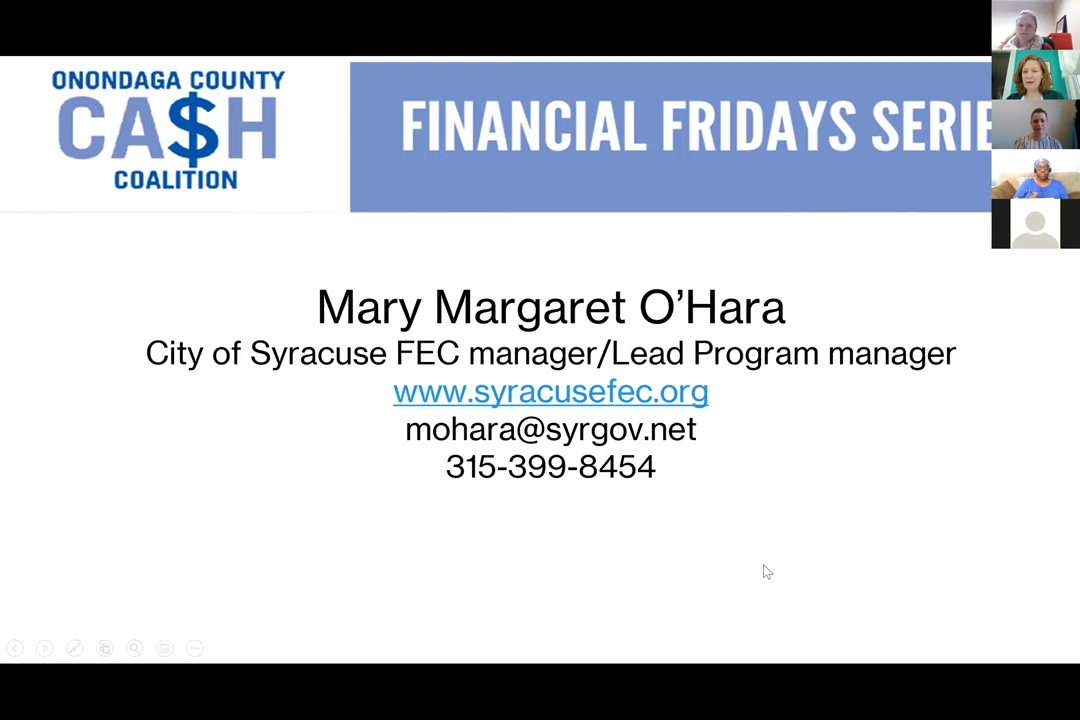 ONONDAGA COUNTY
CA$H
COALITION
FINANCIAL FRIDAYS SERIE
Mary Margaret O’Hara
City of Syracuse FEC manager/Lead Program manager
www.syracusefec.org
mohara@syrgov.net
315-399-8454